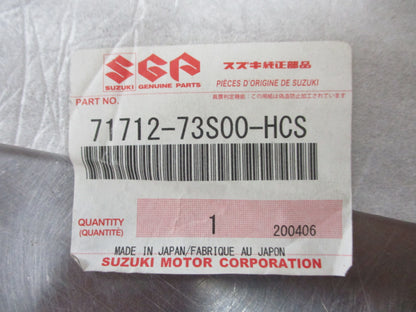 SGP
スズキ純正部品
SUZUKI GENUINE PARTS
PIÈCES D'ORIGINE DE SUZUKI
PART NO.
71712-73S00-HCS
QUANTITY
(QUANTITÉ)
1
200406
MADE IN JAPAN/FABRIQUE AU JAPON
SUZUKI MOTOR CORPORATION